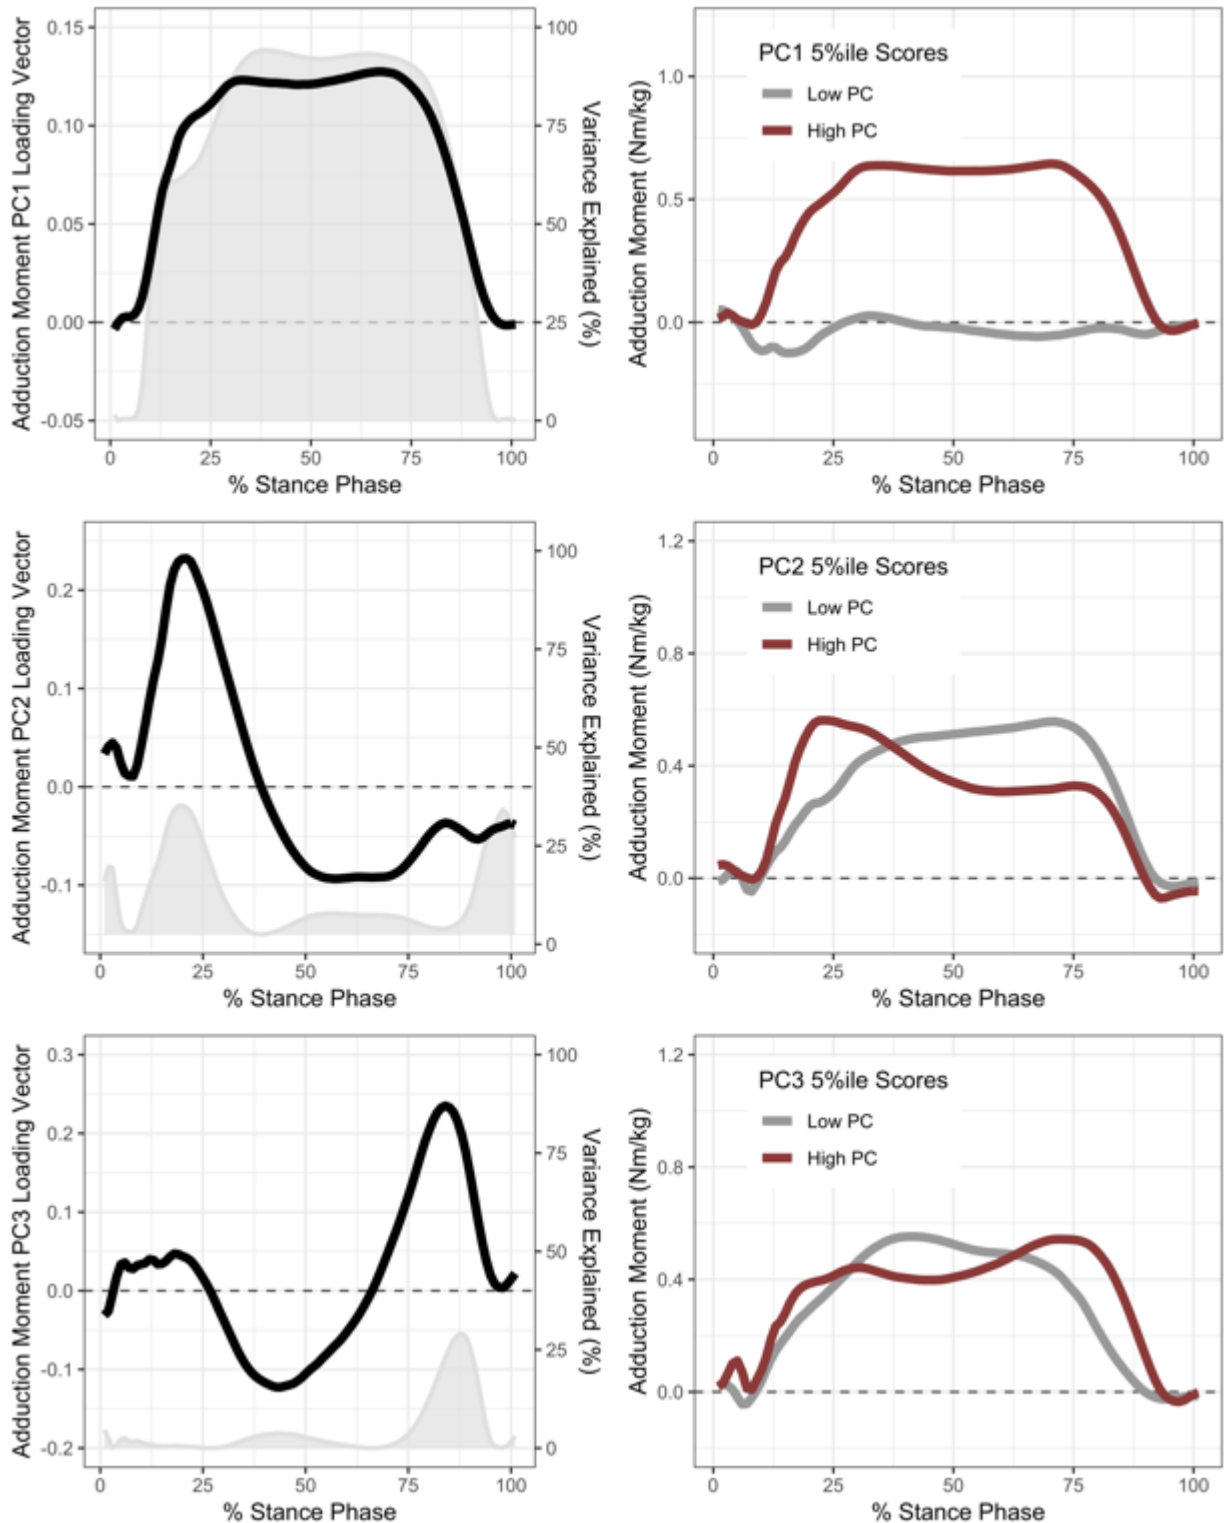 Adduction Moment PC1 Loading Vector
0.15
0.10
0.05
0.00
-0.05
100
75
50
25
0
Variance Explained (%)
0 25 50 75 100
% Stance Phase
Adduction Moment (Nm/kg)
1.0
0.5
0.0
PC1 5%ile Scores
Low PC
High PC
0 25 50 75 100
% Stance Phase
Adduction Moment PC2 Loading Vector
0.2
0.1
0.0
-0.1
100
75
50
25
0
Variance Explained (%)
0 25 50 75 100
% Stance Phase
Adduction Moment (Nm/kg)
1.2
0.8
0.4
0.0
PC2 5%ile Scores
Low PC
High PC
0 25 50 75 100
% Stance Phase
Adduction Moment PC3 Loading Vector
0.3
0.2
0.1
0.0
-0.1
-0.2
100
75
50
25
0
Variance Explained (%)
0 25 50 75 100
% Stance Phase
Adduction Moment (Nm/kg)
1.2
0.8
0.4
0.0
PC3 5%ile Scores
Low PC
High PC
0 25 50 75 100
% Stance Phase